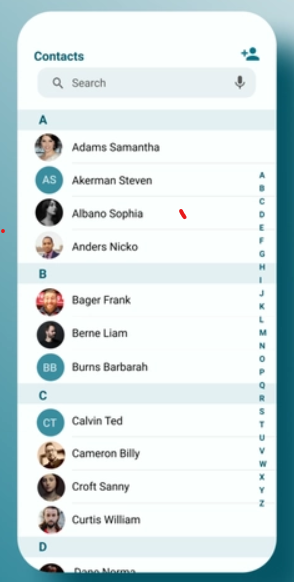 Contacts
Search
A
Adams Samantha
AS Akerman Steven
Albano Sophia
Anders Nicko
B
Bager Frank
Berne Liam
BB Burns Barbarah
C
CT Calvin Ted
Cameron Billy
Croft Sanny
Curtis William
D
Dane Norma
A
B
C
D
E
F
G
H
I
J
K
L
M
N
O
P
Q
R
S
T
U
V
W
X
Y
Z